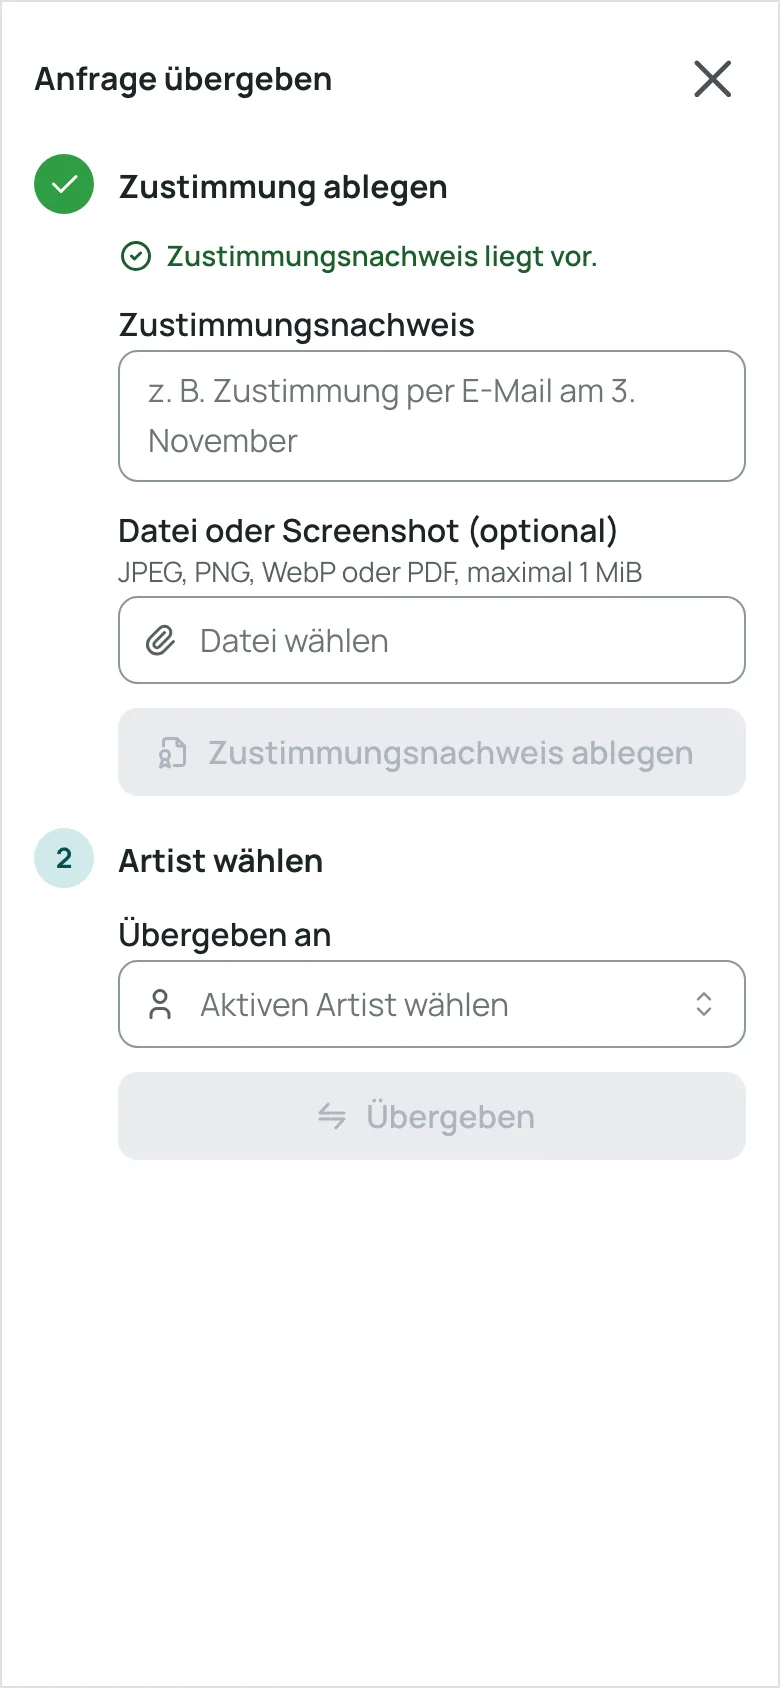 Anfrage übergeben
Zustimmung ablegen
Zustimmungsnachweis liegt vor.
Zustimmungsnachweis
z. B. Zustimmung per E-Mail am 3.
November
Datei oder Screenshot (optional)
JPEG, PNG, WebP oder PDF, maximal 1 MiB
Datei wählen
Zustimmungsnachweis ablegen
2
Artist wählen
Übergeben an
Aktiven Artist wählen
Übergeben